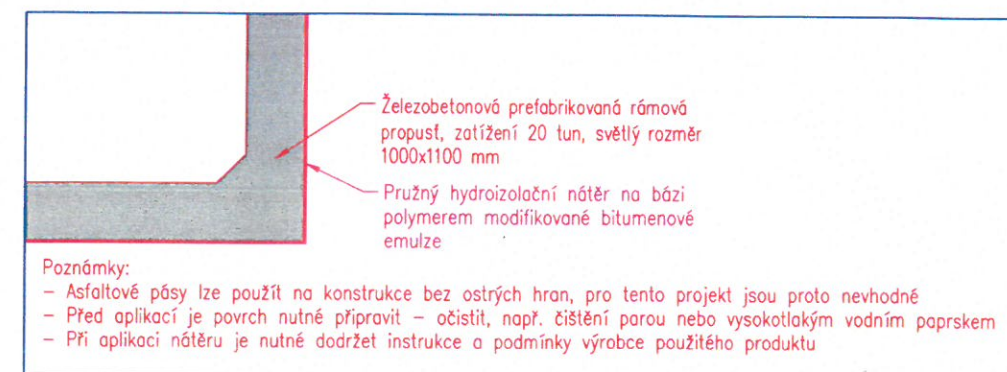 Železobetonová prefabrikovaná rámová
propusť, zatížení 20 tun, světlý rozměr
1000x1100 mm
Pružný hydroizolační nátěr na bázi
polymerem modifikované bitumenové
emulze
Poznámky:
– Asfaltové pásy lze použít na konstrukce bez ostrých hran, pro tento projekt jsou proto nevhodné
– Před aplikací je povrch nutné připravit – očistit, např. čištění parou nebo vysokotlakým vodním paprskem
– Při aplikaci nátěru je nutné dodržet instrukce a podmínky výrobce použitého produktu